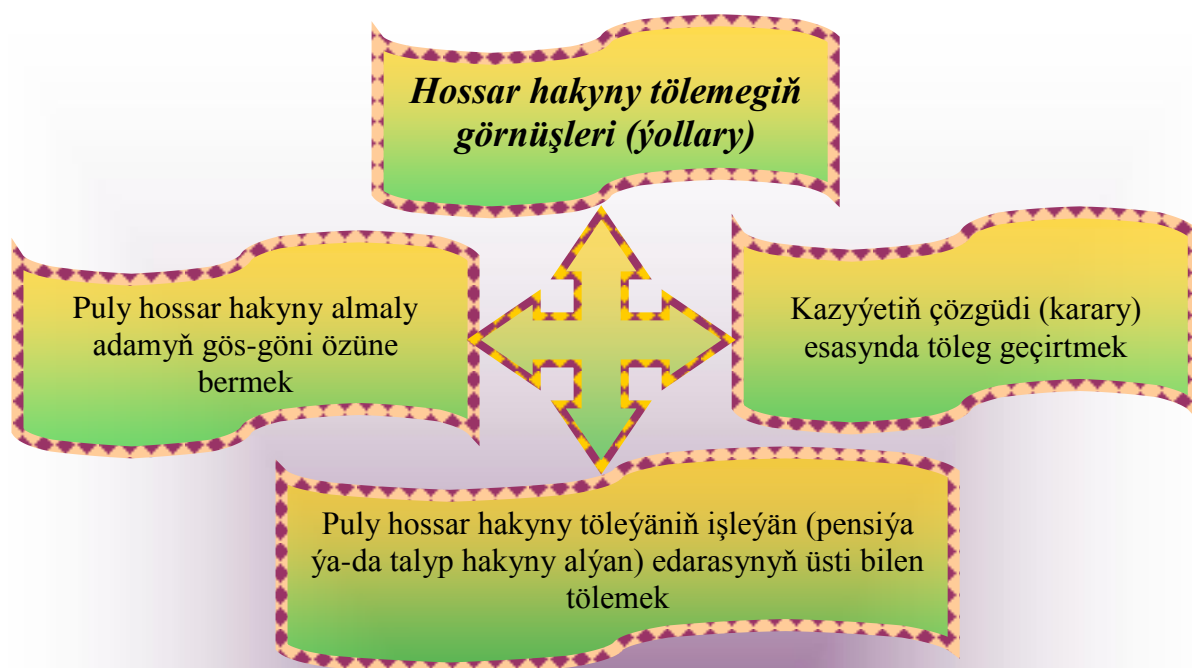 Hossar hakyny tölemegiň
görnüşleri (ýollary)
Puly hossar hakyny almaly
adamyň gös-göni özüne
bermek
Kazyýetiň çözgüdi (karary)
esasynda töleg geçirtmek
Puly hossar hakyny töleýäniň işleýän (pensiýa
ýa-da talyp hakyny alýan) edarasynyň üsti bilen
tölemek